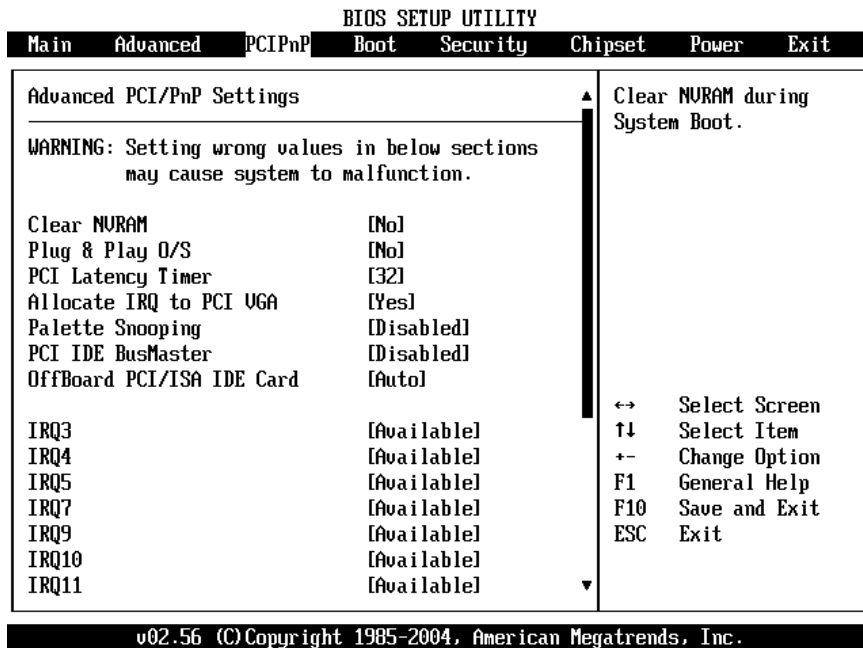 BIOS SETUP UTILITY
Main Advanced PCIPnP Boot Security Chipset Power Exit
Advanced PCI/PnP Settings
WARNING: Setting wrong values in below sections
may cause system to malfunction.
Clear NVRAM [No]
Plug & Play O/S [No]
PCI Latency Timer [32]
Allocate IRQ to PCI VGA [Yes]
Palette Snooping [Disabled]
PCI IDE BusMaster [Disabled]
OffBoard PCI/ISA IDE Card [Auto]
IRQ3 [Available]
IRQ4 [Available]
IRQ5 [Available]
IRQ7 [Available]
IRQ9 [Available]
IRQ10 [Available]
IRQ11 [Available]
Clear NVRAM during
System Boot.
↔ Select Screen
↑↓ Select Item
+- Change Option
F1 General Help
F10 Save and Exit
ESC Exit
v02.56 (C)Copyright 1985-2004, American Megatrends, Inc.